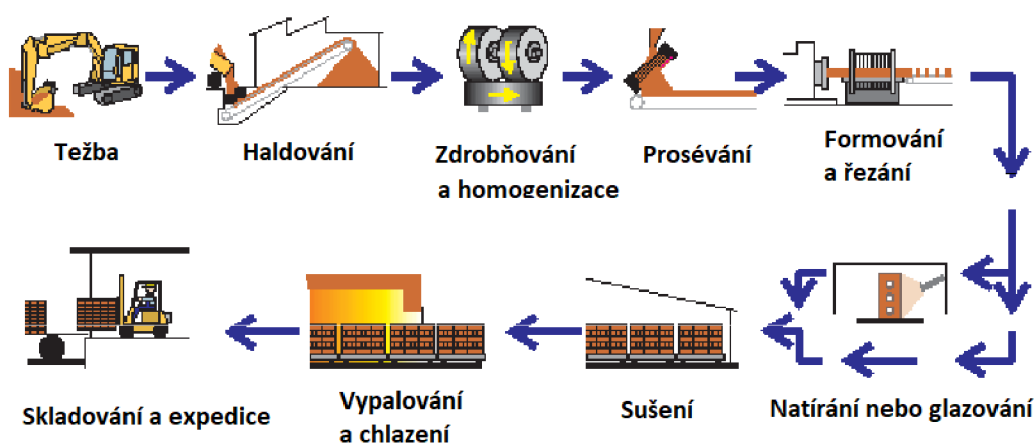 Težba
Haldování
Zdrobňování
a homogenizace
Prosévání
Formování
a řezání
Skladování a expedice
Vypalování
a chlazení
Sušení
Natírání nebo glazování